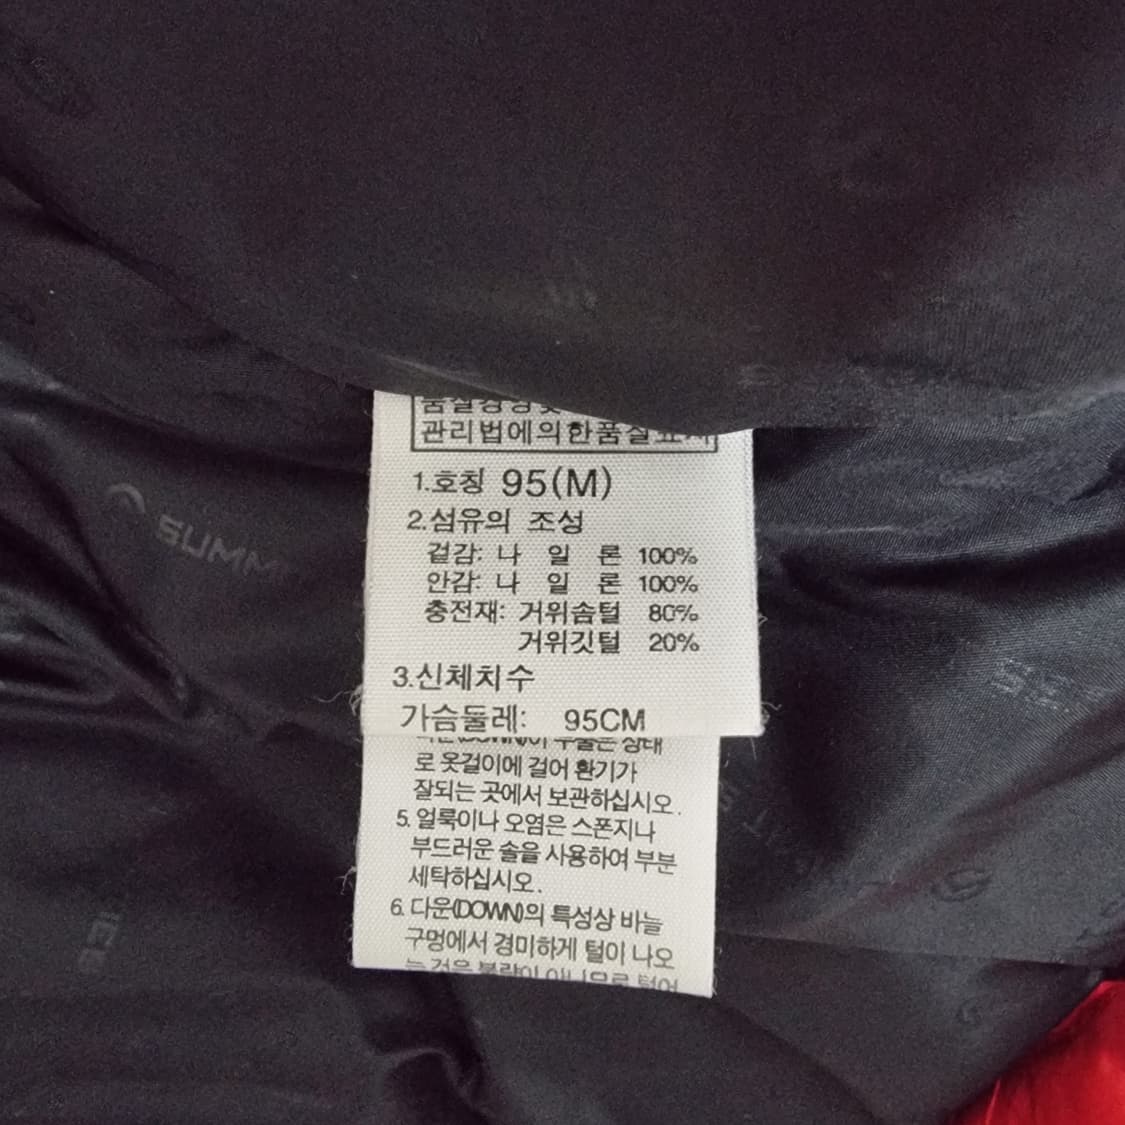 관리법에의한품질표시
1.호칭 95(M)
2.섬유의 조성
겉감: 나 일 론 100%
안감: 나 일 론 100%
충전재: 거위솜털 80%
거위깃털 20%
3.신체치수
가슴둘레: 95CM
로 옷걸이에 걸어 환기가
잘되는 곳에서 보관하십시오.
5. 얼룩이나 오염은 스폰지나
부드러운 솔을 사용하여 부분
세탁하십시오.
6. 다운(DOWN)의 특성상 바늘
구멍에서 경미하게 털이 나오
SUMM